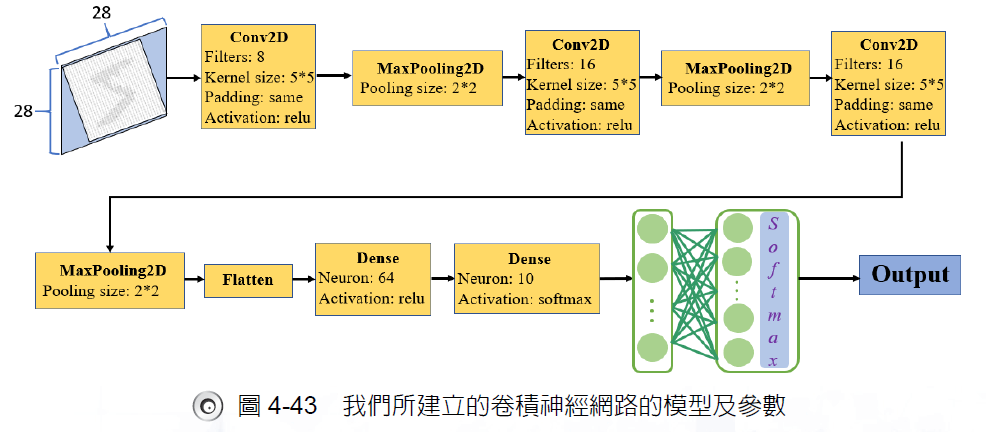 28
28
Conv2D
Filters: 8
Kernel size: 5*5
Padding: same
Activation: relu
MaxPooling2D
Pooling size: 2*2
Conv2D
Filters: 16
Kernel size: 5*5
Padding: same
Activation: relu
MaxPooling2D
Pooling size: 2*2
Conv2D
Filters: 16
Kernel size: 5*5
Padding: same
Activation: relu
MaxPooling2D
Pooling size: 2*2
Flatten
Dense
Neuron: 64
Activation: relu
Dense
Neuron: 10
Activation: softmax
Softmax
Output
圖 4-43 我們所建立的卷積神經網路的模型及參數